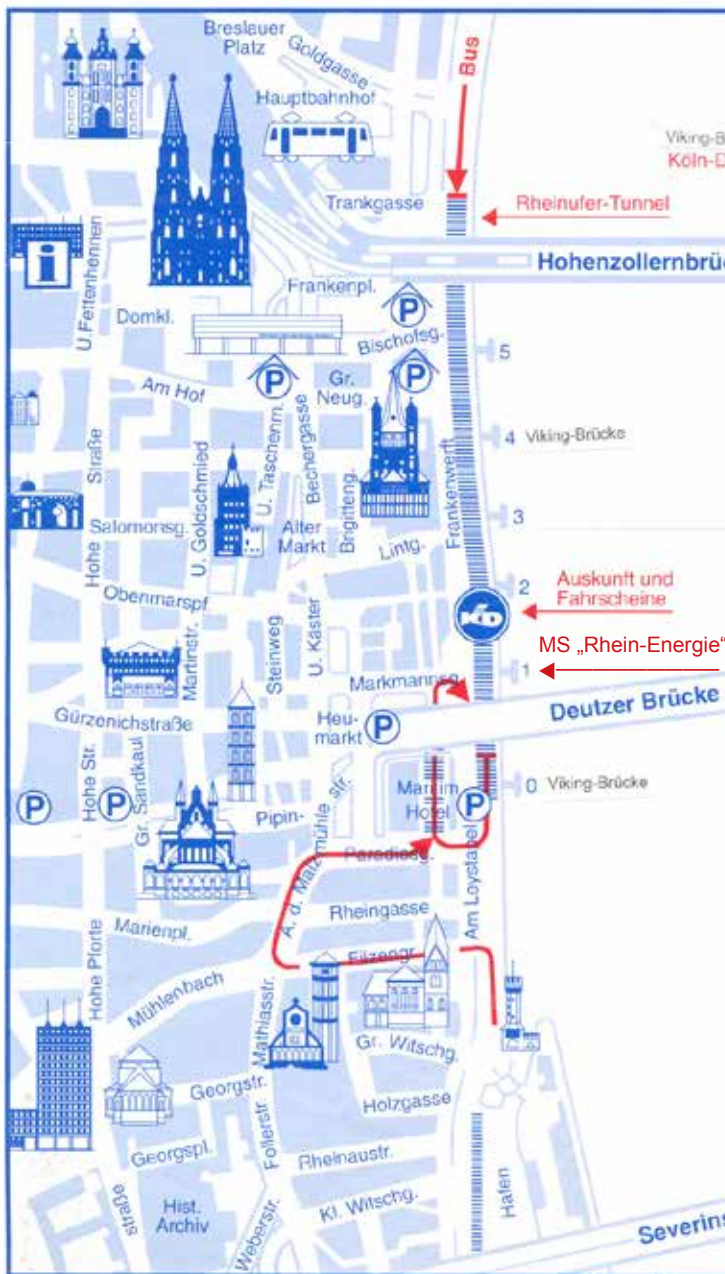 Breslauer
Platz
Goldgasse
Bus
Hauptbahnhof
Viking-B
Köln-D
Trankgasse
Rheinufer-Tunnel
i
U. Fettenhennen
Hohenzollernbrüc
Frankenpl.
Domkl.
P
Bischofsg.
5
Am Hof
P
Gr.
Neug.
P
4 Viking-Brücke
Straße
U. Goldschmied
U. Taschenm.
Bechergasse
Brigitteng.
Frankenwerft
3
Salomonsg.
Alter
Markt
Lintg.
Hohe
Obenmarspf.
2
Auskunft und
Fahrscheine
KD
Martinstr.
Steinweg
U. Käster
MS „Rhein-Energie“
1
Markmannsg.
Deutzer Brücke
Gürzenichstraße
Heu-
markt
P
Hohe Str.
Gr. Sandkaul
0 Viking-Brücke
Maritim
Hotel
P
P
P
Pipin-
str.
A. d. Malzmühle
Paradiesg.
Am Leystapel
Rheingasse
Marienpl.
Filzengr.
Hohe Pforte
Mühlenbach
Mathiasstr.
Gr. Witschg.
Georgstr.
Holzgasse
Georgspl.
Follerstr.
Rheinaustr.
straße
Hist.
Archiv
Kl. Witschg.
Weberstr.
Hafen
Severins